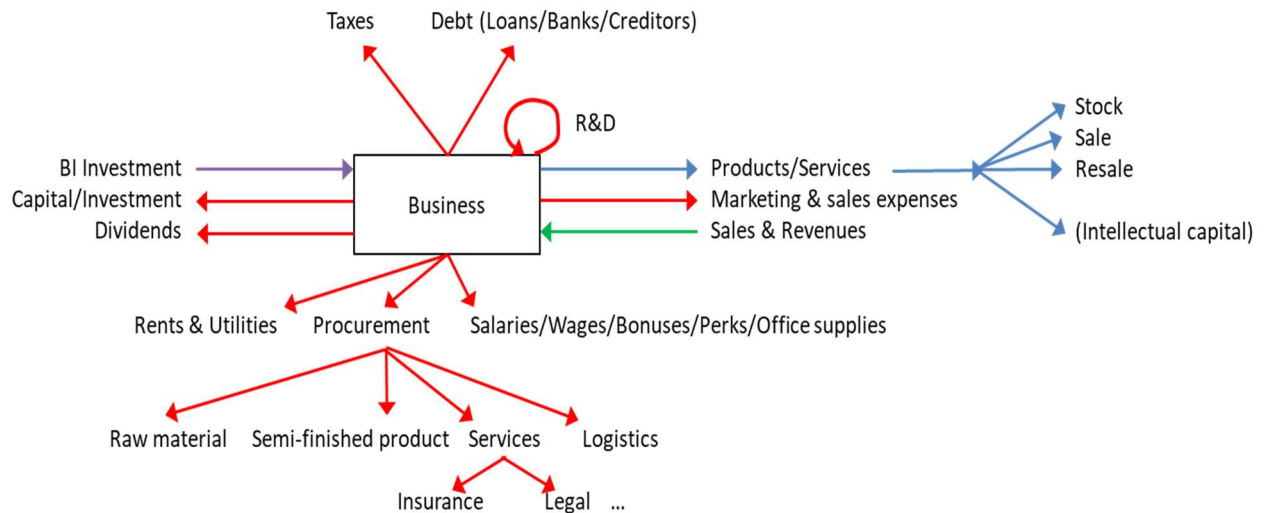 Taxes
Debt (Loans/Banks/Creditors)
R&D
Stock
Sale
BI Investment
Products/Services
Resale
Capital/Investment
Business
Marketing & sales expenses
Dividends
Sales & Revenues
(Intellectual capital)
Rents & Utilities
Procurement
Salaries/Wages/Bonuses/Perks/Office supplies
Raw material
Semi-finished product
Services
Logistics
Insurance
Legal ...